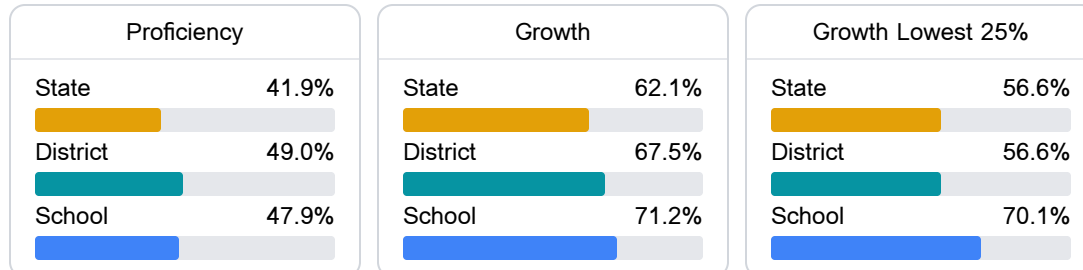 Proficiency
State 41.9%
District 49.0%
School 47.9%
Growth
State 62.1%
District 67.5%
School 71.2%
Growth Lowest 25%
State 56.6%
District 56.6%
School 70.1%